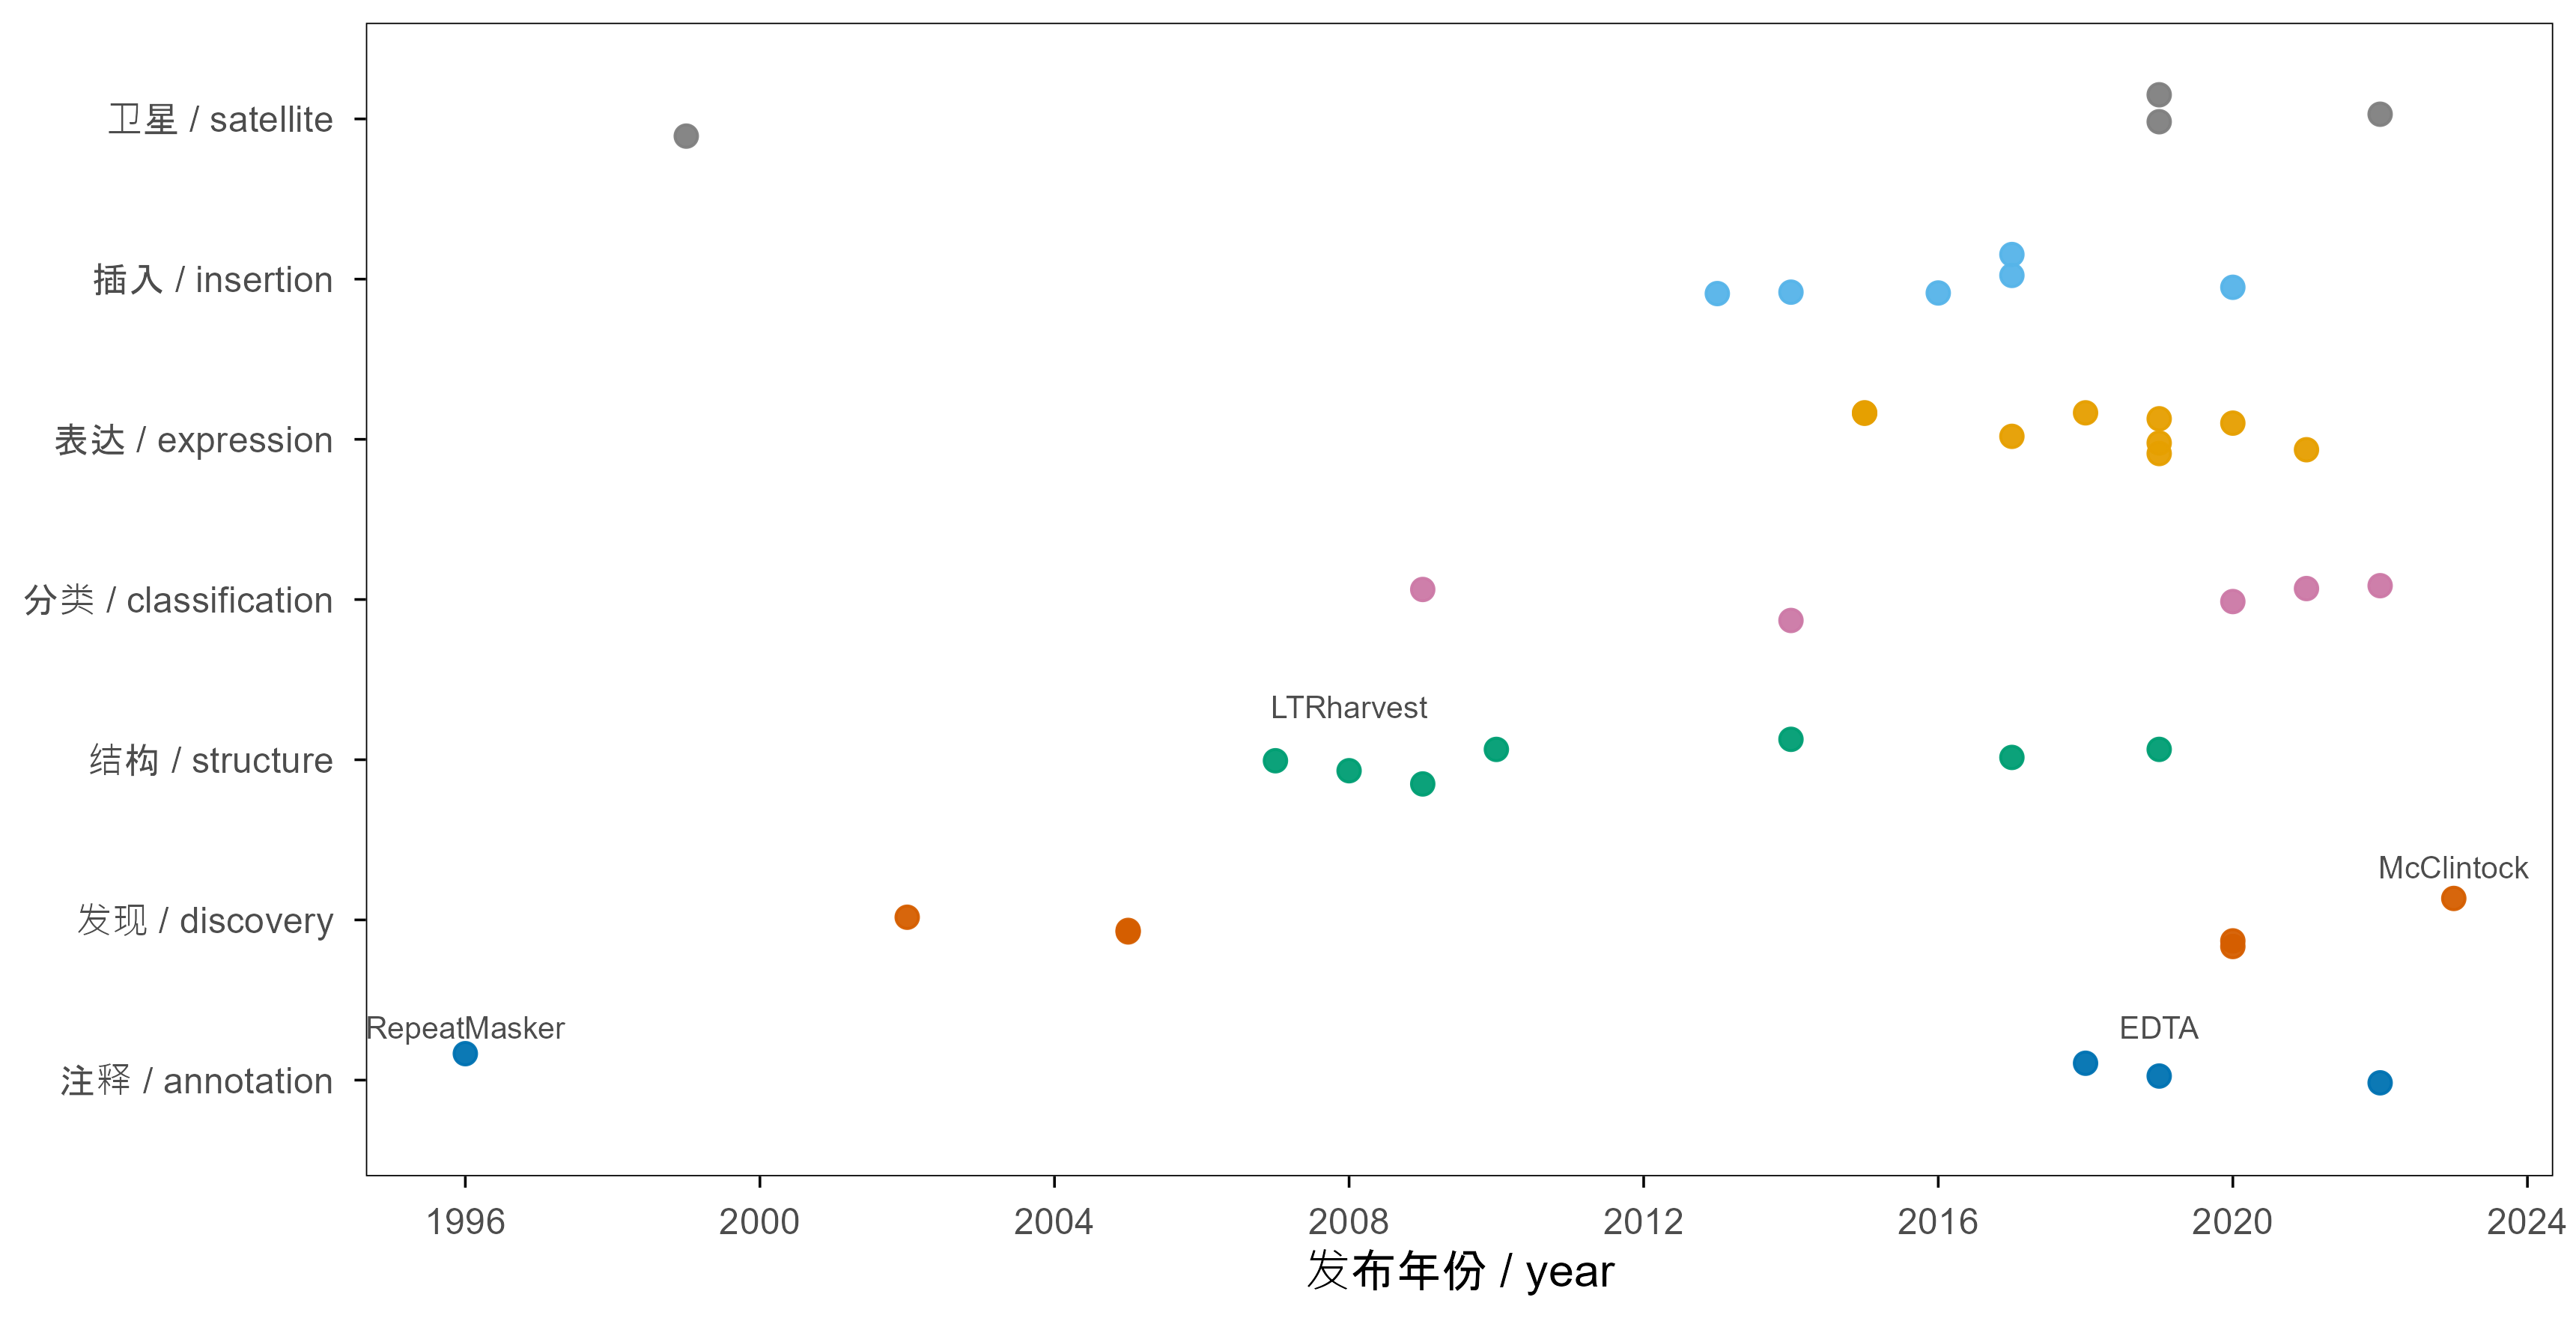 卫星 / satellite
插入 / insertion
表达 / expression
分类 / classification
LTRharvest
结构 / structure
McClintock
发现 / discovery
RepeatMasker
EDTA
注释 / annotation
1996 2000 2004 2008 2012 2016 2020 2024
发布年份 / year